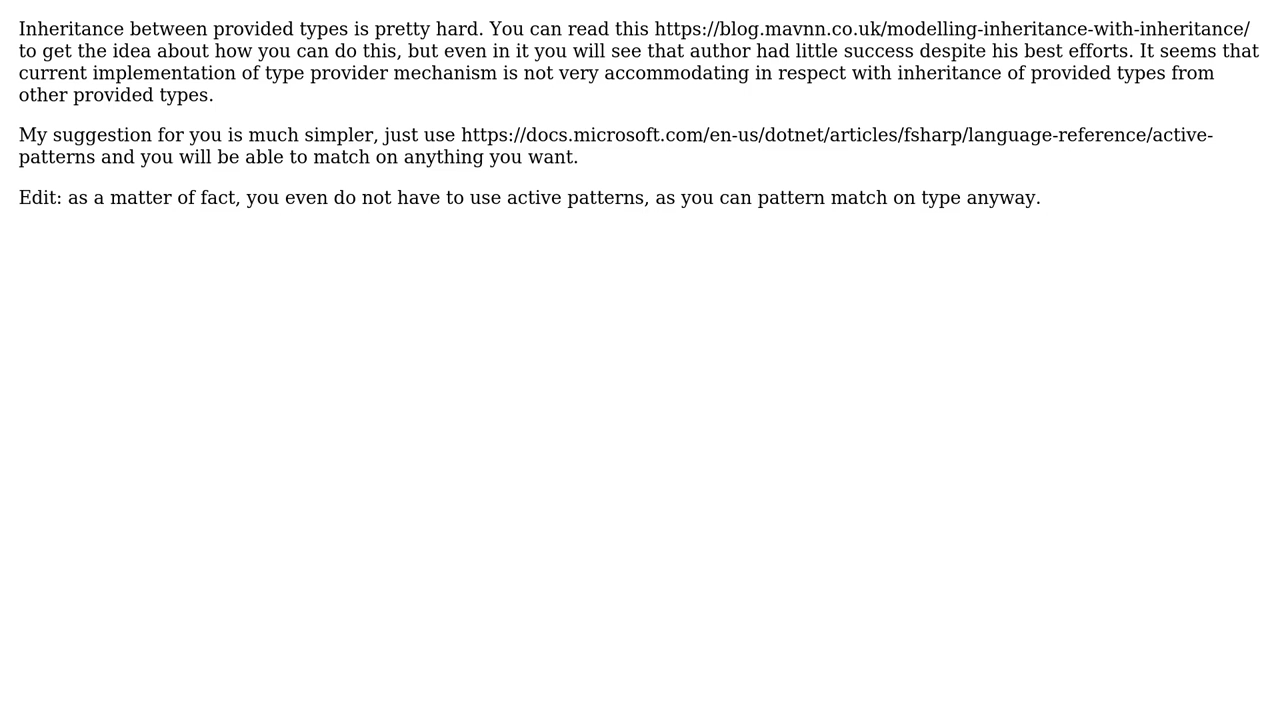 Inheritance between provided types is pretty hard. You can read this https://blog.mavnn.co.uk/modelling-inheritance-with-inheritance/
to get the idea about how you can do this, but even in it you will see that author had little success despite his best efforts. It seems that
current implementation of type provider mechanism is not very accommodating in respect with inheritance of provided types from
other provided types.
My suggestion for you is much simpler, just use https://docs.microsoft.com/en-us/dotnet/articles/fsharp/language-reference/active-
patterns and you will be able to match on anything you want.
Edit: as a matter of fact, you even do not have to use active patterns, as you can pattern match on type anyway.